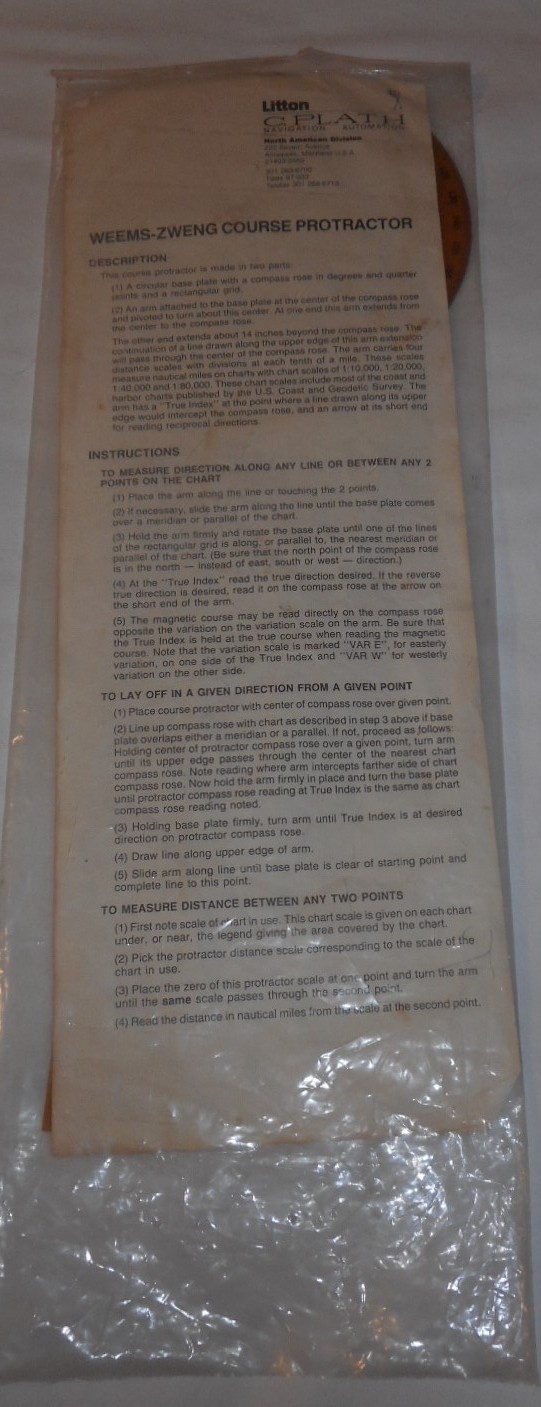 Litton
C PLATH
NAVIGATION AUTOMATION
North American Division
Annapolis, Maryland U.S.A.
WEEMS-ZWENG COURSE PROTRACTOR
DESCRIPTION
This course protractor is made in two parts:
(1) A circular base plate with a compass rose in degrees and quarter
points and a rectangular grid.
(2) An arm attached to the base plate at the center of the compass rose
and pivoted to turn about this center. At one end this arm extends from
the center to the compass rose.
The other end extends about 14 inches beyond the compass rose. The
continuation of a line drawn along the upper edge of this arm extension
will pass through the center of the compass rose. The arm carries four
distance scales with divisions at each tenth of a mile. These scales
measure nautical miles on charts with chart scales of 1:10,000, 1:20,000,
1:40,000 and 1:80,000. These chart scales include most of the coast and
harbor charts published by the U.S. Coast and Geodetic Survey. The
arm has a "True Index" at the point where a line drawn along its upper
edge would intercept the compass rose, and an arrow at its short end
for reading reciprocal directions.
INSTRUCTIONS
TO MEASURE DIRECTION ALONG ANY LINE OR BETWEEN ANY 2
POINTS ON THE CHART
(1) Place the arm along the line or touching the 2 points.
(2) If necessary, slide the arm along the line until the base plate comes
over a meridian or parallel of the chart.
(3) Hold the arm firmly and rotate the base plate until one of the lines
of the rectangular grid is along, or parallel to, the nearest meridian or
parallel of the chart. (Be sure that the north point of the compass rose
is in the north — instead of east, south or west — direction.)
(4) At the "True Index" read the true direction desired. If the reverse
true direction is desired, read it on the compass rose at the arrow on
the short end of the arm.
(5) The magnetic course may be read directly on the compass rose
opposite the variation on the variation scale on the arm. Be sure that
the True Index is held at the true course when reading the magnetic
course. Note that the variation scale is marked "VAR E", for easterly
variation, on one side of the True Index and "VAR W" for westerly
variation on the other side.
TO LAY OFF IN A GIVEN DIRECTION FROM A GIVEN POINT
(1) Place course protractor with center of compass rose over given point.
(2) Line up compass rose with chart as described in step 3 above if base
plate overlaps either a meridian or a parallel. If not, proceed as follows:
Holding center of protractor compass rose over a given point, turn arm
until its upper edge passes through the center of the nearest chart
compass rose. Note reading where arm intercepts farther side of chart
compass rose. Now hold the arm firmly in place and turn the base plate
until protractor compass rose reading at True Index is the same as chart
compass rose reading noted.
(3) Holding base plate firmly, turn arm until True Index is at desired
direction on protractor compass rose.
(4) Draw line along upper edge of arm.
(5) Slide arm along line until base plate is clear of starting point and
complete line to this point.
TO MEASURE DISTANCE BETWEEN ANY TWO POINTS
(1) First note scale of chart in use. This chart scale is given on each chart
under, or near, the legend giving the area covered by the chart.
(2) Pick the protractor distance scale corresponding to the scale of the
chart in use.
(3) Place the zero of this protractor scale at one point and turn the arm
until the same scale passes through the second point.
(4) Read the distance in nautical miles from the scale at the second point.